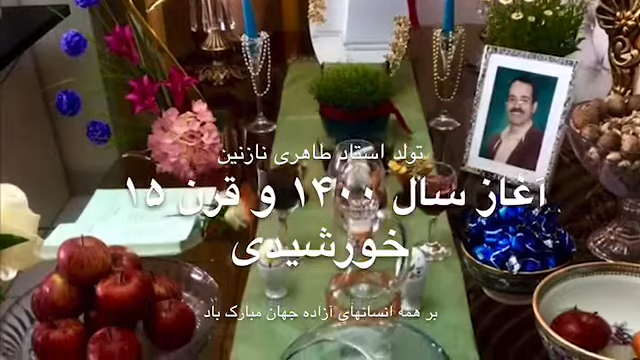 تولد استاد طاهری نازنین
آغاز سال ۱۴۰۰ و قرن ۱۵
خورشیدی
بر همه انسانهای آزاده جهان مبارک باد